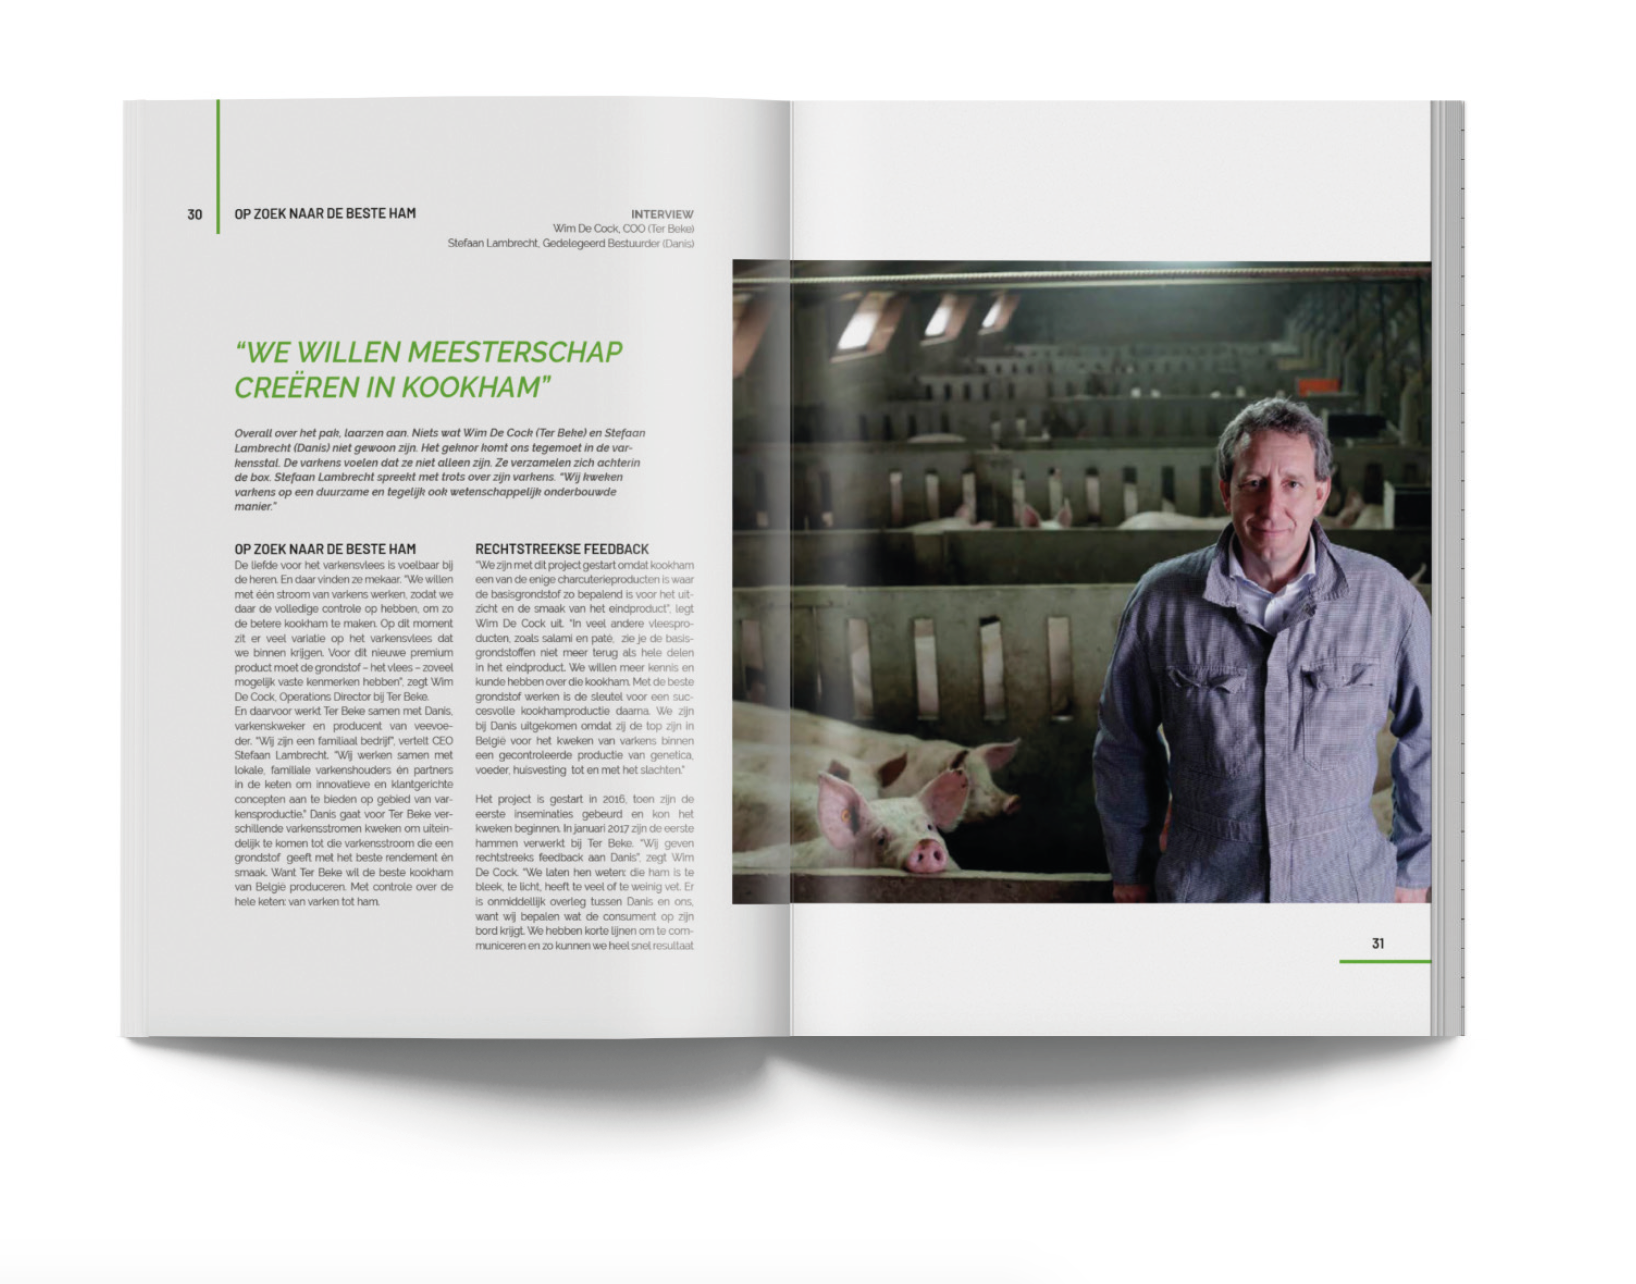 30
OP ZOEK NAAR DE BESTE HAM
INTERVIEW
Wim De Cock, COO (Ter Beke)
Stefaan Lambrecht, Gedelegeerd Bestuurder (Danis)
“WE WILLEN MEESTERSCHAP
CREËREN IN KOOKHAM”
Overall over het pak, laarzen aan. Niets wat Wim De Cock (Ter Beke) en Stefaan
Lambrecht (Danis) niet gewoon zijn. Het geknor komt ons tegemoet in de var-
kensstal. De varkens voelen dat ze niet alleen zijn. Ze verzamelen zich achterin
de box. Stefaan Lambrecht spreekt met trots over zijn varkens. “Wij kweken
varkens op een duurzame en tegelijk ook wetenschappelijk onderbouwde
manier.”
OP ZOEK NAAR DE BESTE HAM
De liefde voor het varkensvlees is voelbaar bij
de heren. En daar vinden ze mekaar. “We willen
met één stroom van varkens werken, zodat we
daar de volledige controle op hebben, om zo
de betere kookham te maken. Op dit moment
zit er veel variatie op het varkensvlees dat
we binnen krijgen. Voor dit nieuwe premium
product moet de grondstof – het vlees – zoveel
mogelijk vaste kenmerken hebben”, zegt Wim
De Cock, Operations Director bij Ter Beke.
En daarvoor werkt Ter Beke samen met Danis,
varkenskweker en producent van veevoe-
der. “Wij zijn een familiaal bedrijf”, vertelt CEO
Stefaan Lambrecht. “Wij werken samen met
lokale, familiale varkenshouders én partners
in de keten om innovatieve en klantgerichte
concepten aan te bieden op gebied van var-
kensproductie.” Danis gaat voor Ter Beke ver-
schillende varkensstromen kweken om uitein-
delijk te komen tot die varkensstroom die een
grondstof geeft met het beste rendement én
smaak. Want Ter Beke wil de beste kookham
van België produceren. Met controle over de
hele keten: van varken tot ham.
RECHTSTREEKSE FEEDBACK
“We zijn met dit project gestart omdat kookham
een van de enige charcuterieproducten is waar
de basisgrondstof zo bepalend is voor het uit-
zicht en de smaak van het eindproduct”, legt
Wim De Cock uit. “In veel andere vleespro-
ducten, zoals salami en paté, zie je de basis-
grondstoffen niet meer terug als hele delen
in het eindproduct. We willen meer kennis en
kunde hebben over die kookham. Met de beste
grondstof werken is de sleutel voor een suc-
cesvolle kookhamproductie daarna. We zijn
bij Danis uitgekomen omdat zij de top zijn in
België voor het kweken van varkens binnen
een gecontroleerde productie van genetica,
voeder, huisvesting tot en met het slachten.”
Het project is gestart in 2016, toen zijn de
eerste inseminaties gebeurd en kon het
kweken beginnen. In januari 2017 zijn de eerste
hammen verwerkt bij Ter Beke. “Wij geven
rechtstreeks feedback aan Danis”, zegt Wim
De Cock. “We laten hen weten: die ham is te
bleek, te licht, heeft te veel of te weinig vet. Er
is onmiddellijk overleg tussen Danis en ons,
want wij bepalen wat de consument op zijn
bord krijgt. We hebben korte lijnen om te com-
municeren en zo kunnen we heel snel resultaat
31